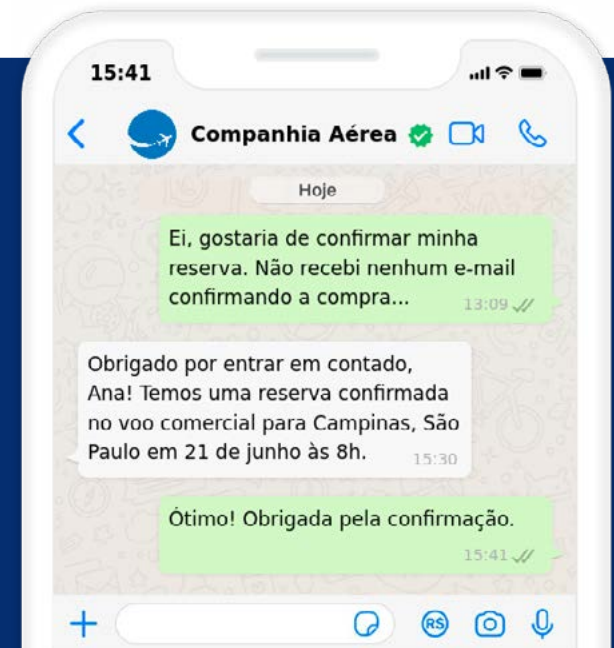 15:41
Companhia Aérea
Hoje
Ei, gostaria de confirmar minha
reserva. Não recebi nenhum e-mail
confirmando a compra...
13:09
Obrigado por entrar em contado,
Ana! Temos uma reserva confirmada
no voo comercial para Campinas, São
Paulo em 21 de junho às 8h.
15:30
Ótimo! Obrigada pela confirmação.
15:41
RS